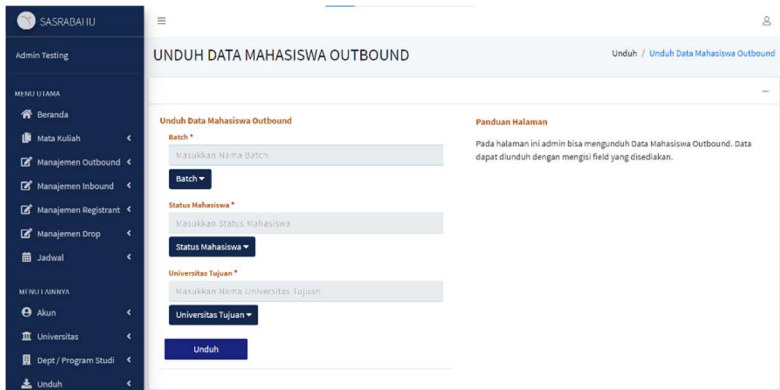 SASRABAHU
Admin Testing
MENU UTAMA
Beranda
Mata Kuliah
Manajemen Outbound
Manajemen Inbound
Manajemen Registrant
Manajemen Drop
Jadwal
MENU LAINNYA
Akun
Universitas
Dept / Program Studi
Unduh
UNDUH DATA MAHASISWA OUTBOUND
Unduh / Unduh Data Mahasiswa Outbound
Unduh Data Mahasiswa Outbound
Batch *
Masukkan Nama Batch
Batch
Status Mahasiswa *
Masukkan Status Mahasiswa
Status Mahasiswa
Universitas Tujuan *
Masukkan Nama Universitas Tujuan
Universitas Tujuan
Unduh
Panduan Halaman
Pada halaman ini admin bisa mengunduh Data Mahasiswa Outbound. Data
dapat diunduh dengan mengisi field yang disediakan.